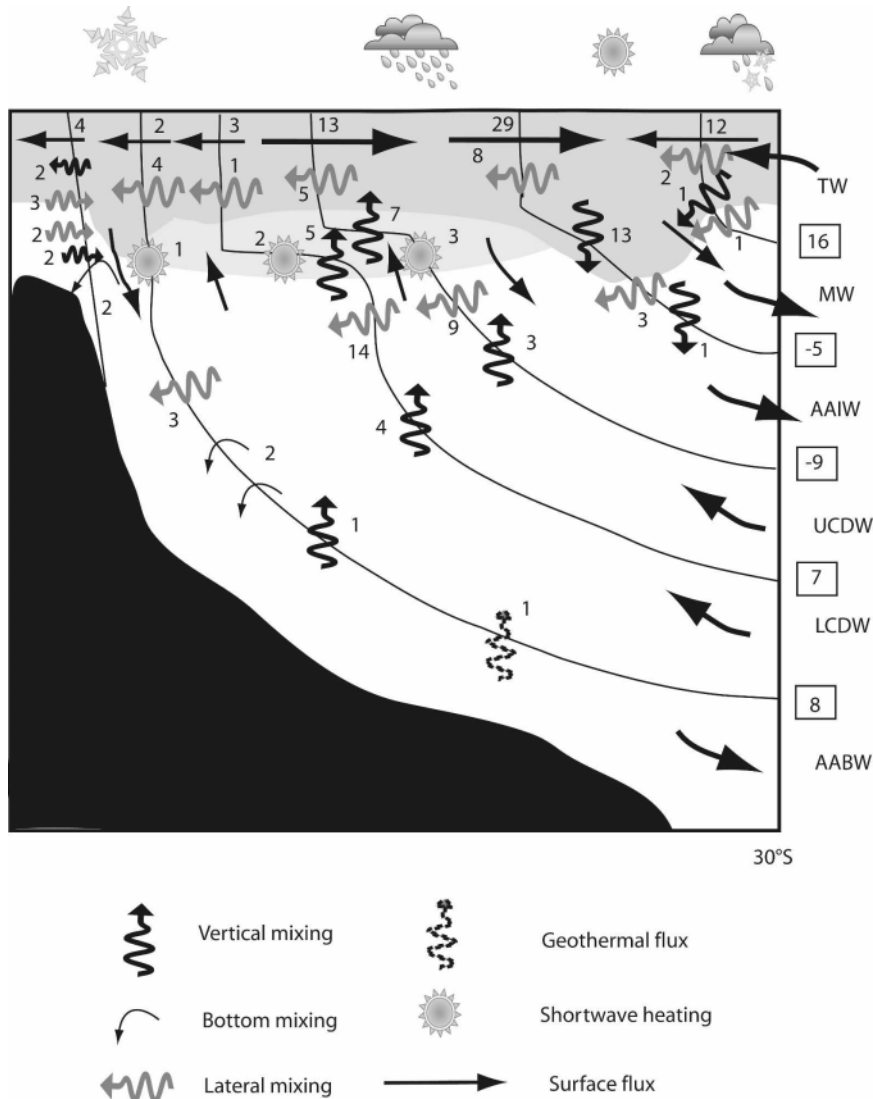 4 2 3 13 29 12
2 4 1 8 2
TW
3 5 1
2 7 13 1
16
2 1 2 5 3
MW
2 3
-5
14 9 3 1
AAIW
3 4
-9
2
UCDW
1
7
1
LCDW
8
AABW
30°S
Vertical mixing
Geothermal flux
Bottom mixing
Shortwave heating
Lateral mixing
Surface flux